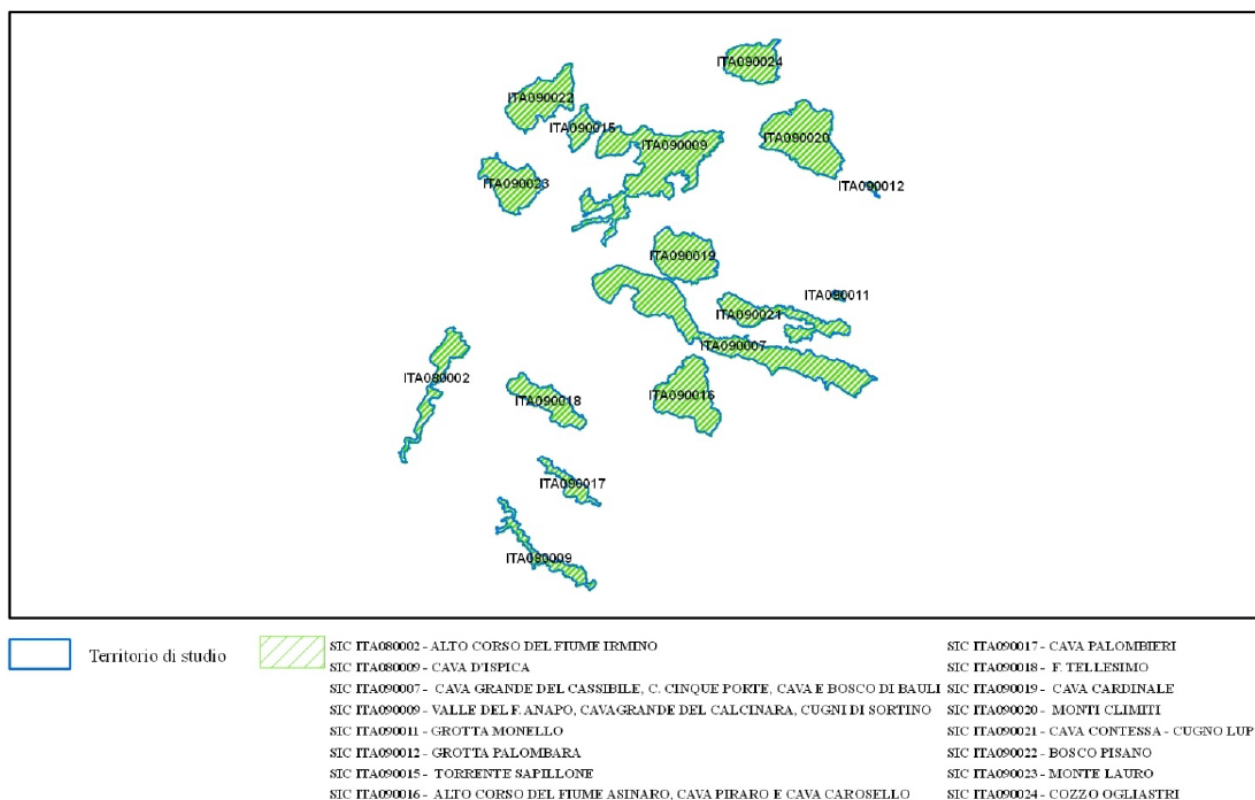 ITA090024
ITA090022
ITA090015
ITA090020
ITA090009
ITA090023
ITA090012
ITA090019
ITA090011
ITA090021
ITA090007
ITA080002
ITA090018
ITA090016
ITA090017
ITA080009
Territorio di studio
SIC ITA080002 - ALTO CORSO DEL FIUME IRMINO
SIC ITA080009 - CAVA D'ISPICA
SIC ITA090007 - CAVA GRANDE DEL CASSIBILE, C. CINQUE PORTE, CAVA E BOSCO DI BAULI
SIC ITA090009 - VALLE DEL F. ANAPO, CAVAGRANDE DEL CALCINARA, CUGNI DI SORTINO
SIC ITA090011 - GROTTA MONELLO
SIC ITA090012 - GROTTA PALOMBARA
SIC ITA090015 - TORRENTE SAPILLONE
SIC ITA090016 - ALTO CORSO DEL FIUME ASINARO, CAVA PIRARO E CAVA CAROSELLO
SIC ITA090017 - CAVA PALOMBIERI
SIC ITA090018 - F. TELLESIMO
SIC ITA090019 - CAVA CARDINALE
SIC ITA090020 - MONTI CLIMITI
SIC ITA090021 - CAVA CONTESSA - CUGNO LUP
SIC ITA090022 - BOSCO PISANO
SIC ITA090023 - MONTE LAURO
SIC ITA090024 - COZZO OGLIASTRI